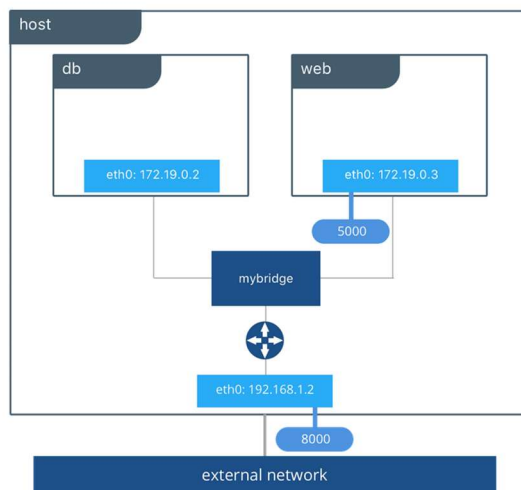 host
db
web
eth0: 172.19.0.2
eth0: 172.19.0.3
5000
mybridge
eth0: 192.168.1.2
8000
external network